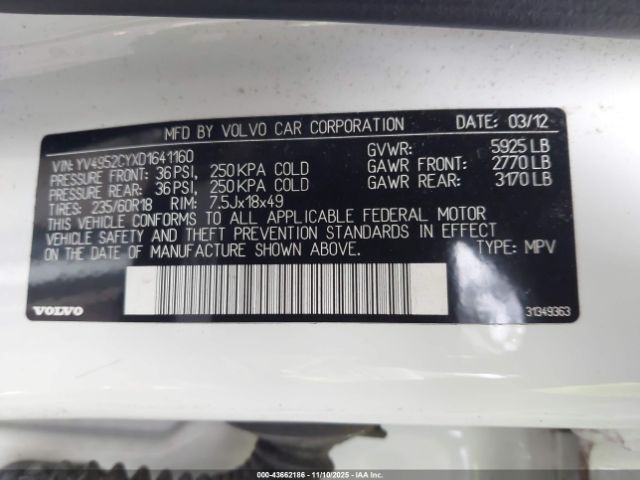 MFD BY VOLVO CAR CORPORATION DATE: 03/12
VIN: YV4952CYXD1641160
PRESSURE FRONT: 36 PSI, 250 KPA COLD
PRESSURE REAR: 36 PSI, 250 KPA COLD
TIRES: 235/60R18 RIM: 7.5Jx18x49
GVWR: 5925 LB
GAWR FRONT: 2770 LB
GAWR REAR: 3170 LB
THIS VEHICLE CONFORMS TO ALL APPLICABLE FEDERAL MOTOR
VEHICLE SAFETY AND THEFT PREVENTION STANDARDS IN EFFECT
ON THE DATE OF MANUFACTURE SHOWN ABOVE. TYPE: MPV
VOLVO
31349363
000-43662186 - 11/10/2025 - IAA Inc.